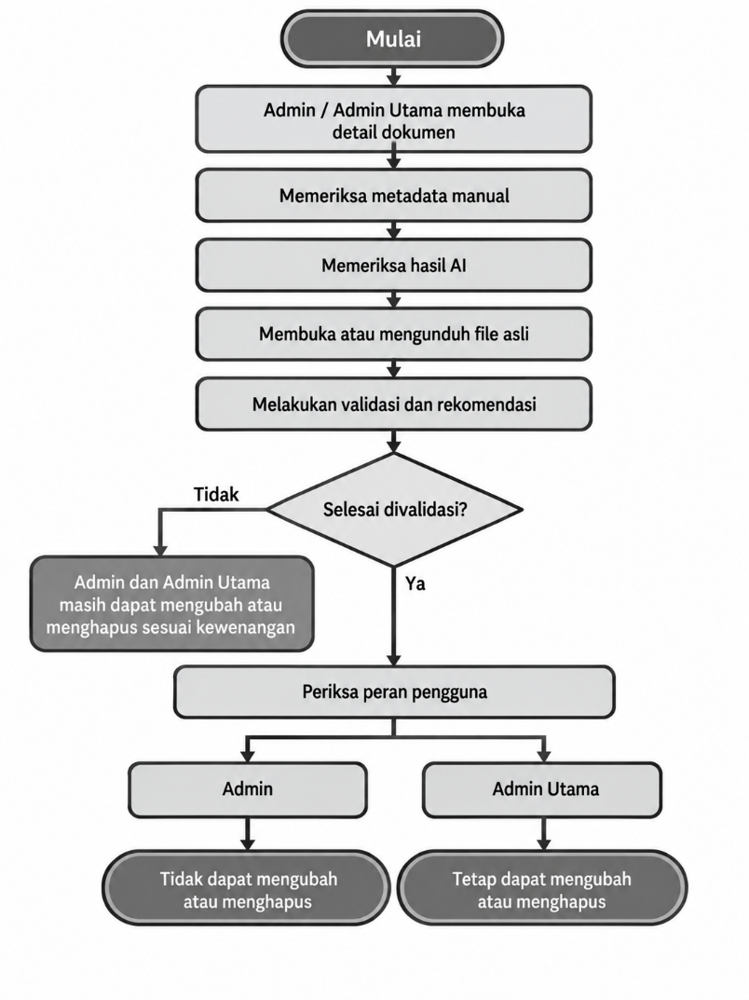 Mulai
Admin / Admin Utama membuka
detail dokumen
Memeriksa metadata manual
Memeriksa hasil AI
Membuka atau mengunduh file asli
Melakukan validasi dan rekomendasi
Selesai divalidasi?
Tidak
Admin dan Admin Utama
masih dapat mengubah atau
menghapus sesuai kewenangan
Ya
Periksa peran pengguna
Admin
Admin Utama
Tidak dapat mengubah
atau menghapus
Tetap dapat mengubah
atau menghapus